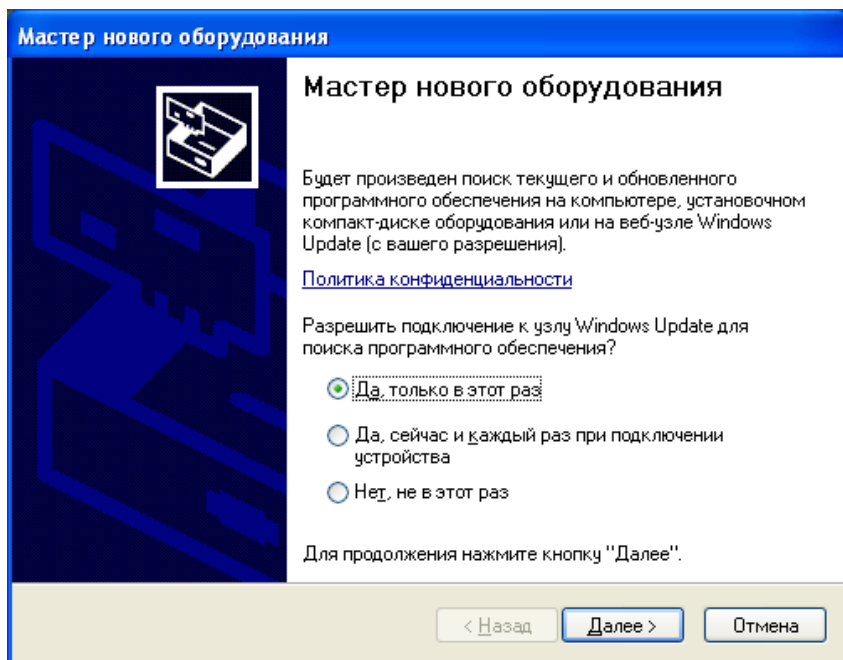 Мастер нового оборудования
Мастер нового оборудования
Будет произведен поиск текущего и обновленного
программного обеспечения на компьютере, установочном
компакт-диске оборудования или на веб-узле Windows
Update (с вашего разрешения).
Политика конфиденциальности
Разрешить подключение к узлу Windows Update для
поиска программного обеспечения?
Да, только в этот раз
Да, сейчас и каждый раз при подключении
устройства
Нет, не в этот раз
Для продолжения нажмите кнопку "Далее".
< Назад Далее > Отмена